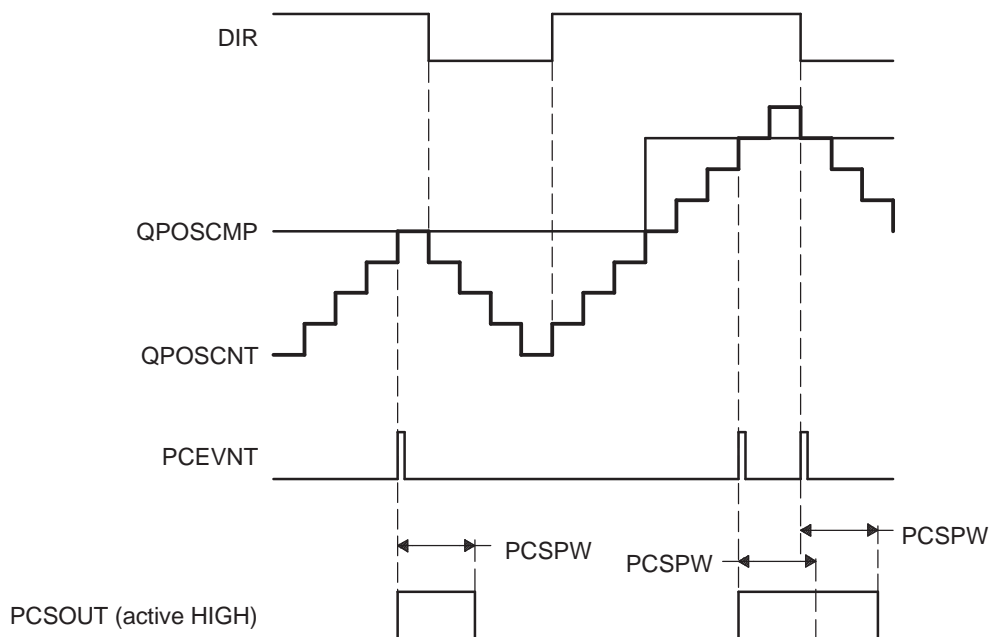 DIR
QPOSCMP
QPOSCNT
PCEVNT
PCSPW
PCSPW
PCSPW
PCSOUT (active HIGH)